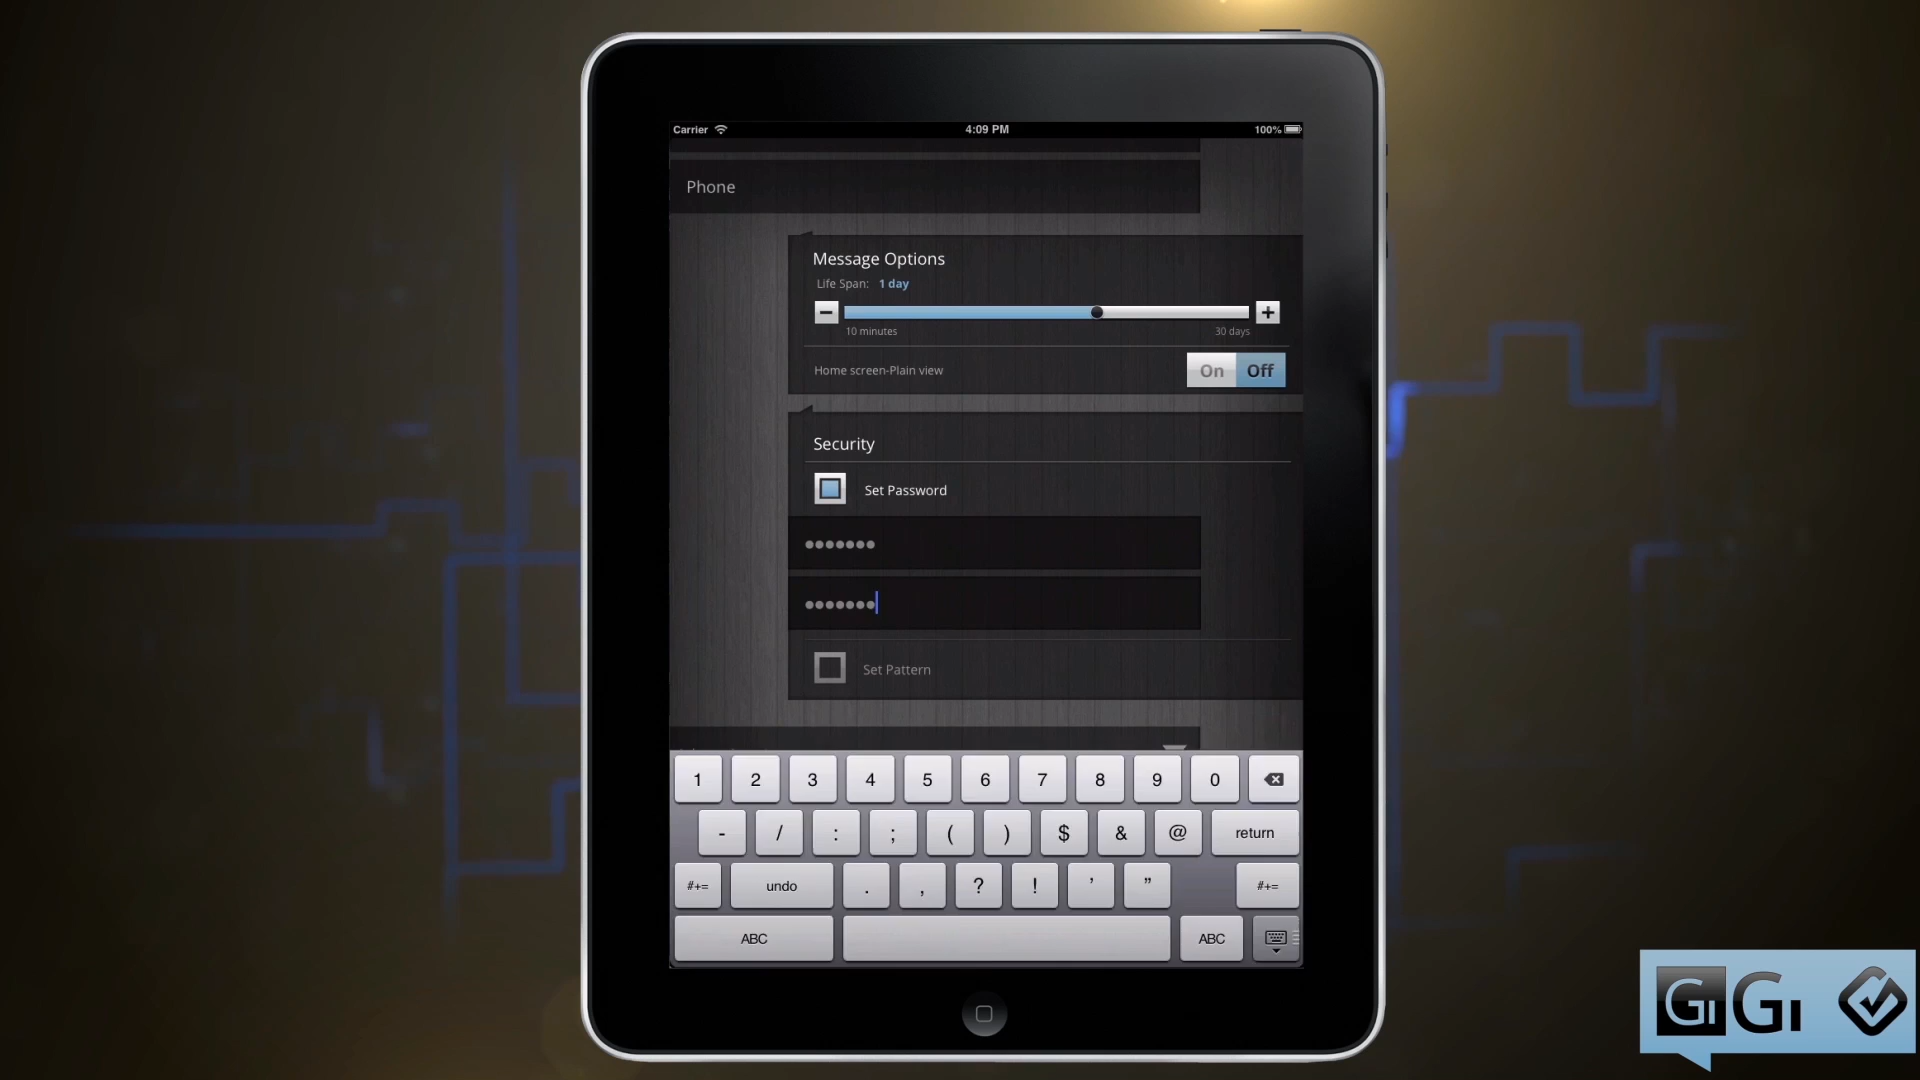 Carrier 4:09 PM 100%
Phone
Message Options
Life Span: 1 day
− +
10 minutes 30 days
Home screen-Plain view On Off
Security
Set Password
●●●●●●●
●●●●●●●
Set Pattern
1 2 3 4 5 6 7 8 9 0
- / : ; ( ) $ & @ return
#+= undo . , ? ! ' " #+=
ABC ABC
GI GI